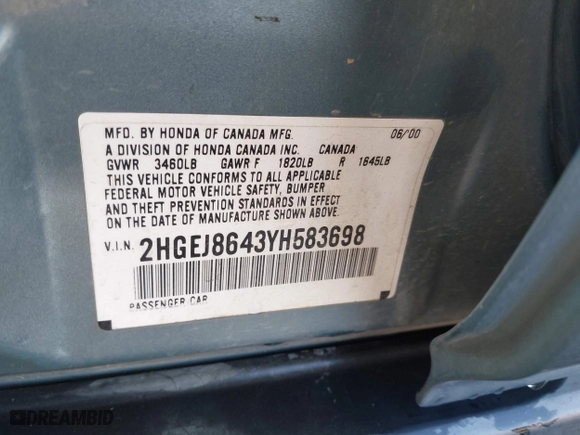 MFD. BY HONDA OF CANADA MFG. 06/00
A DIVISION OF HONDA CANADA INC. CANADA
GVWR 3460LB GAWR F 1820LB R 1645LB
THIS VEHICLE CONFORMS TO ALL APPLICABLE
FEDERAL MOTOR VEHICLE SAFETY, BUMPER
AND THEFT PREVENTION STANDARDS IN EFFECT
ON THE DATE OF MANUFACTURE SHOWN ABOVE.
V.I.N. 2HGEJ8643YH583698
PASSENGER CAR
DREAMBID